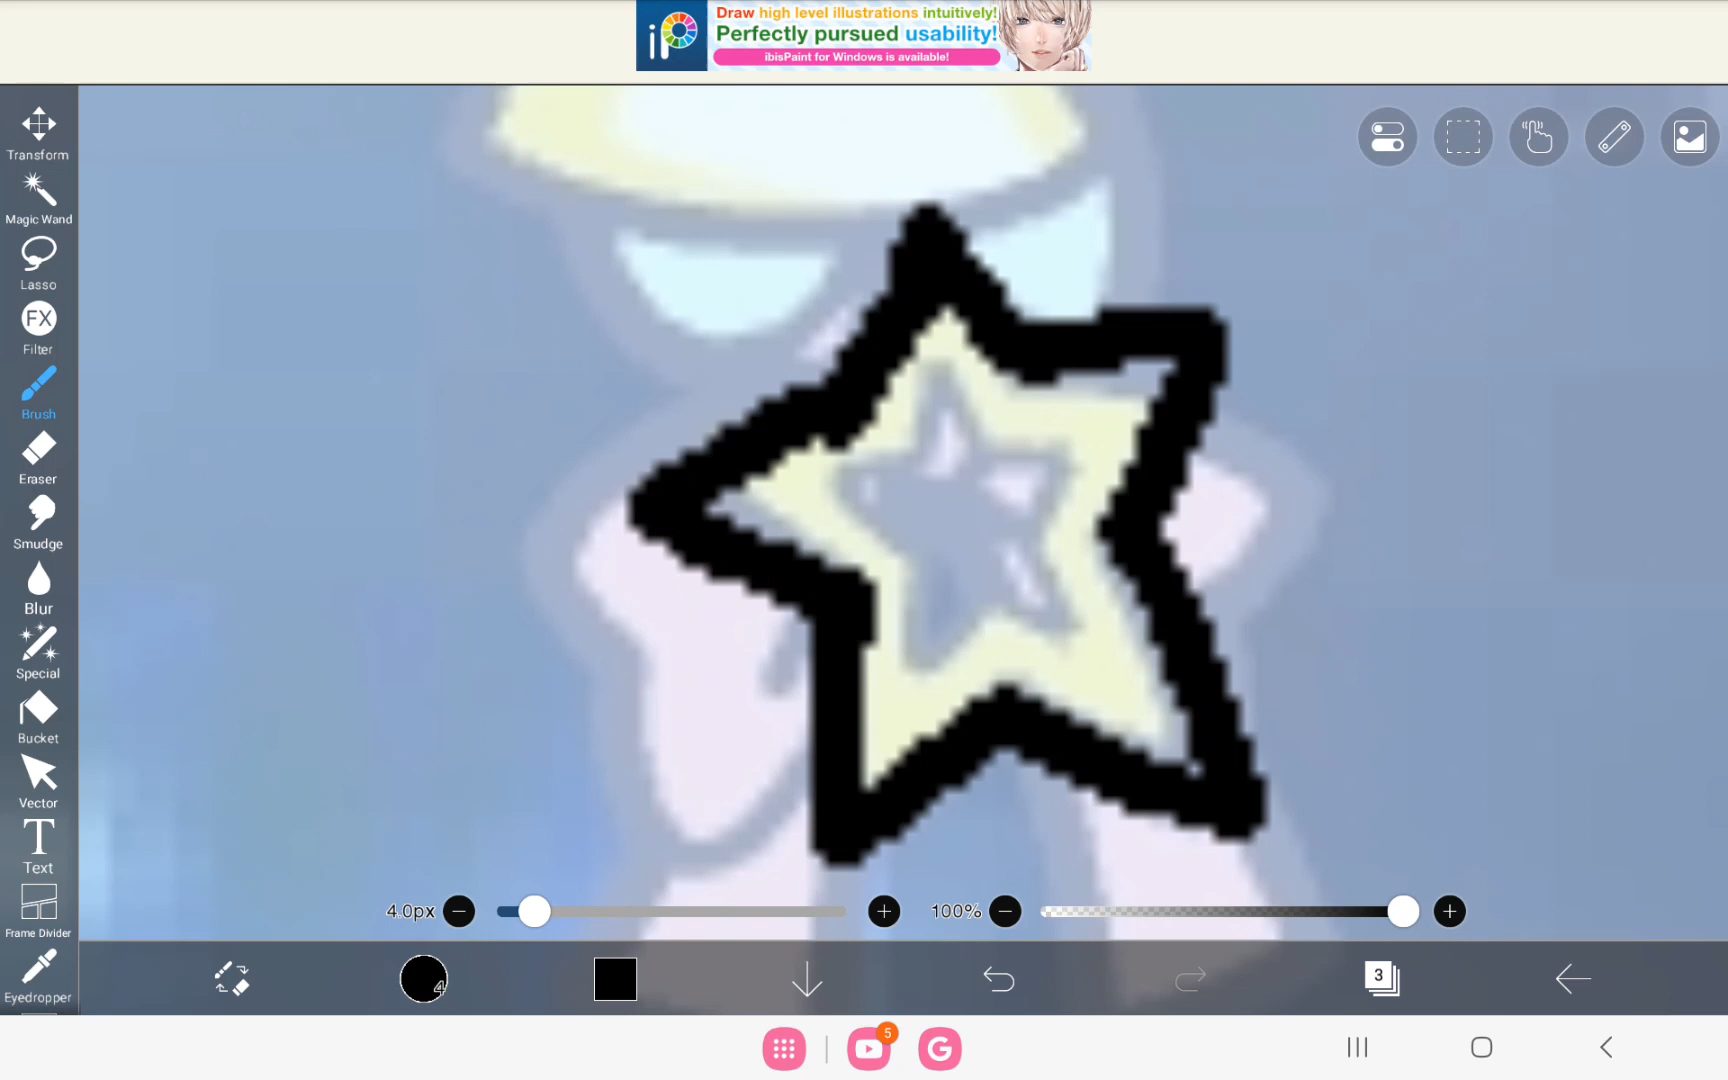 iP
Draw high level illustrations intuitively!
Perfectly pursued usability!
ibisPaint for Windows is available!
Transform
Magic Wand
Lasso
FX
Filter
Brush
Eraser
Smudge
Blur
Special
Bucket
Vector
T
Text
Frame Divider
Eyedropper
4.0px
100%
4
3
5
G